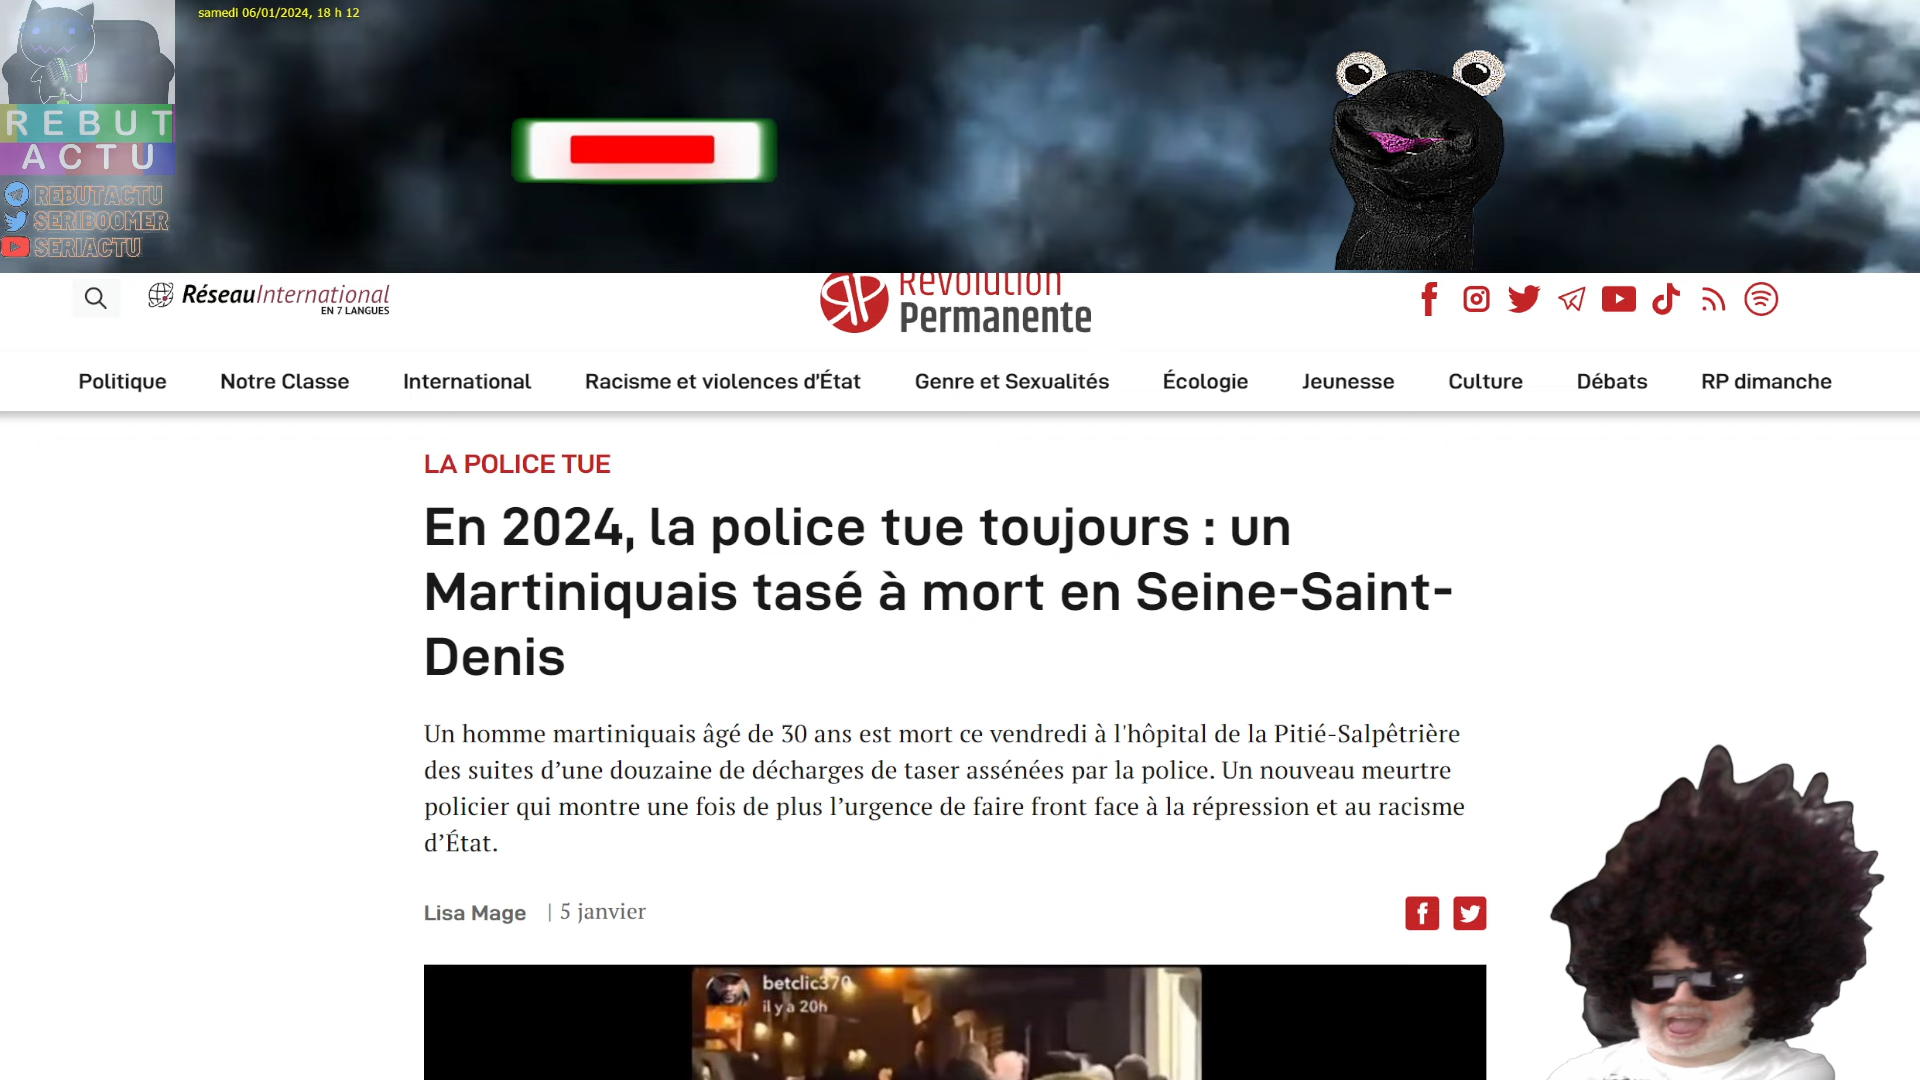 samedi 06/01/2024, 18 h 12
REBUT
ACTU
REBUTACTU
SERIBOOMER
SERIACTU
RéseauInternational
EN 7 LANGUES
Révolution
Permanente
Politique Notre Classe International Racisme et violences d'État Genre et Sexualités Écologie Jeunesse Culture Débats RP dimanche
LA POLICE TUE
En 2024, la police tue toujours : un
Martiniquais tasé à mort en Seine-Saint-
Denis
Un homme martiniquais âgé de 30 ans est mort ce vendredi à l'hôpital de la Pitié-Salpêtrière
des suites d’une douzaine de décharges de taser assénées par la police. Un nouveau meurtre
policier qui montre une fois de plus l’urgence de faire front face à la répression et au racisme
d’État.
Lisa Mage | 5 janvier
betclic370
il y a 20h